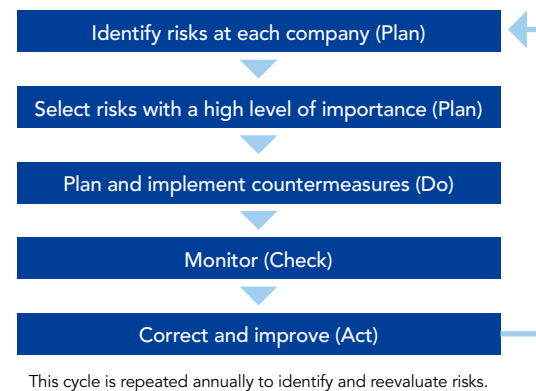 Identify risks at each company (Plan)
Select risks with a high level of importance (Plan)
Plan and implement countermeasures (Do)
Monitor (Check)
Correct and improve (Act)
This cycle is repeated annually to identify and reevaluate risks.